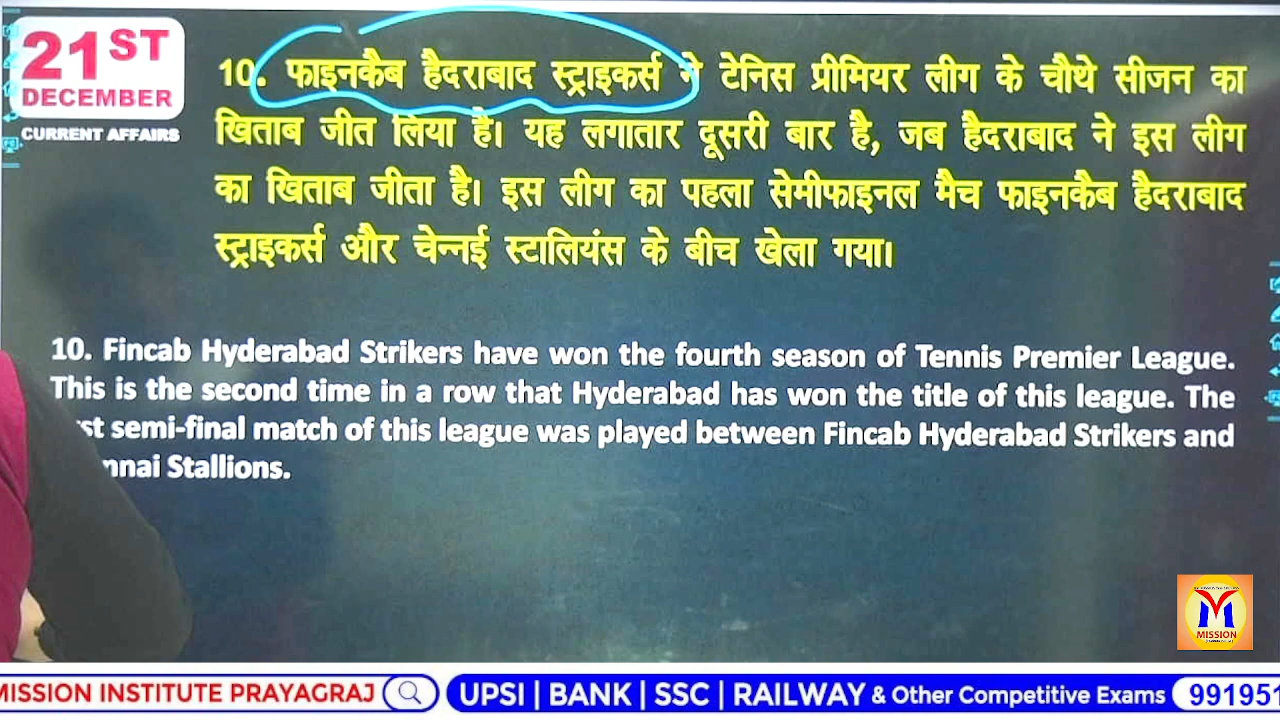 21ST
DECEMBER
CURRENT AFFAIRS
10. फाइनकैब हैदराबाद स्ट्राइकर्स ने टेनिस प्रीमियर लीग के चौथे सीजन का
खिताब जीत लिया है। यह लगातार दूसरी बार है, जब हैदराबाद ने इस लीग
का खिताब जीता है। इस लीग का पहला सेमीफाइनल मैच फाइनकैब हैदराबाद
स्ट्राइकर्स और चेन्नई स्टालियंस के बीच खेला गया।
10. Fincab Hyderabad Strikers have won the fourth season of Tennis Premier League.
This is the second time in a row that Hyderabad has won the title of this league. The
st semi-final match of this league was played between Fincab Hyderabad Strikers and
nnai Stallions.
MISSION
MISSION INSTITUTE PRAYAGRAJ
UPSI | BANK | SSC | RAILWAY & Other Competitive Exams
991951